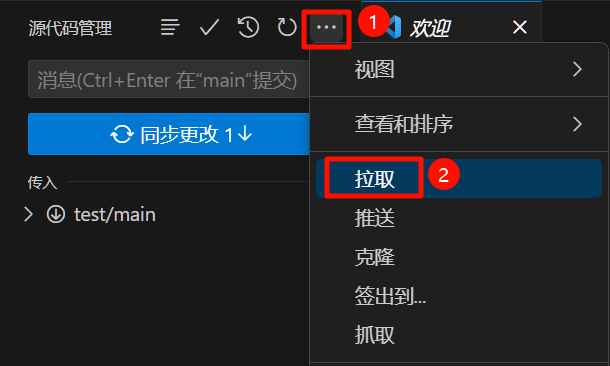 源代码管理
···
1
欢迎
消息(Ctrl+Enter 在“main”提交)
视图
同步更改 1↓
查看和排序
传入
拉取
2
test/main
推送
克隆
签出到...
抓取